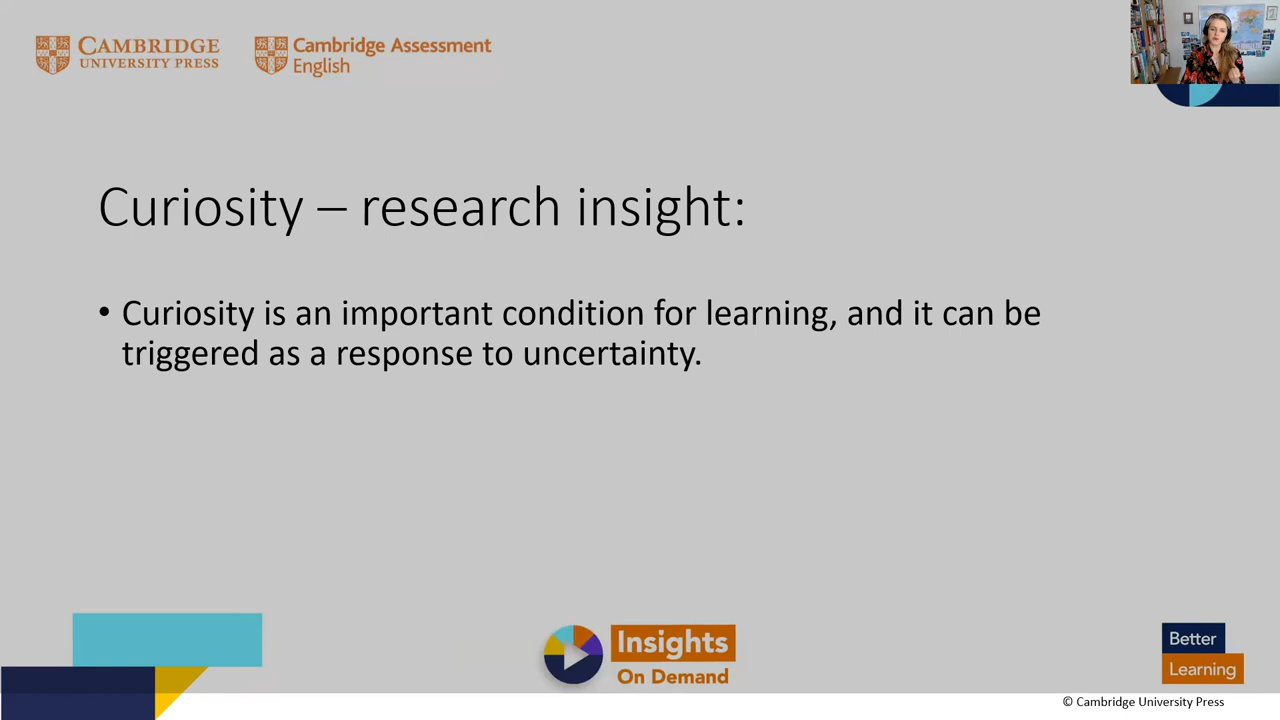 CAMBRIDGE
UNIVERSITY PRESS
Cambridge Assessment
English
Curiosity – research insight:
• Curiosity is an important condition for learning, and it can be
triggered as a response to uncertainty.
Insights
On Demand
Better
Learning
© Cambridge University Press